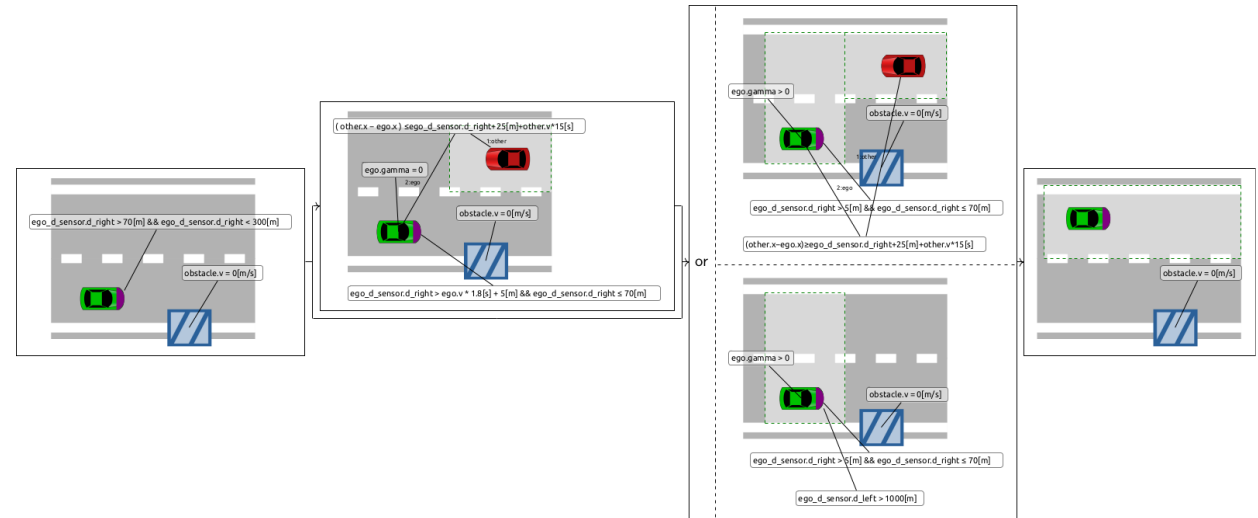 ego_d_sensor.d_right > 70[m] && ego_d_sensor.d_right < 300[m]
obstacle.v = 0[m/s]
( other.x − ego.x ) ≤ego_d_sensor.d_right+25[m]+other.v*15[s]
1:other
ego.gamma = 0
2:ego
obstacle.v = 0[m/s]
ego_d_sensor.d_right > ego.v * 1.8[s] + 5[m] && ego_d_sensor.d_right ≤ 70[m]
or
ego.gamma > 0
obstacle.v = 0[m/s]
1:other
2:ego
ego_d_sensor.d_right > 5[m] && ego_d_sensor.d_right ≤ 70[m]
(other.x−ego.x)≥ego_d_sensor.d_right+25[m]+other.v*15[s]
ego.gamma > 0
obstacle.v = 0[m/s]
ego_d_sensor.d_right > 5[m] && ego_d_sensor.d_right ≤ 70[m]
ego_d_sensor.d_left > 1000[m]
obstacle.v = 0[m/s]